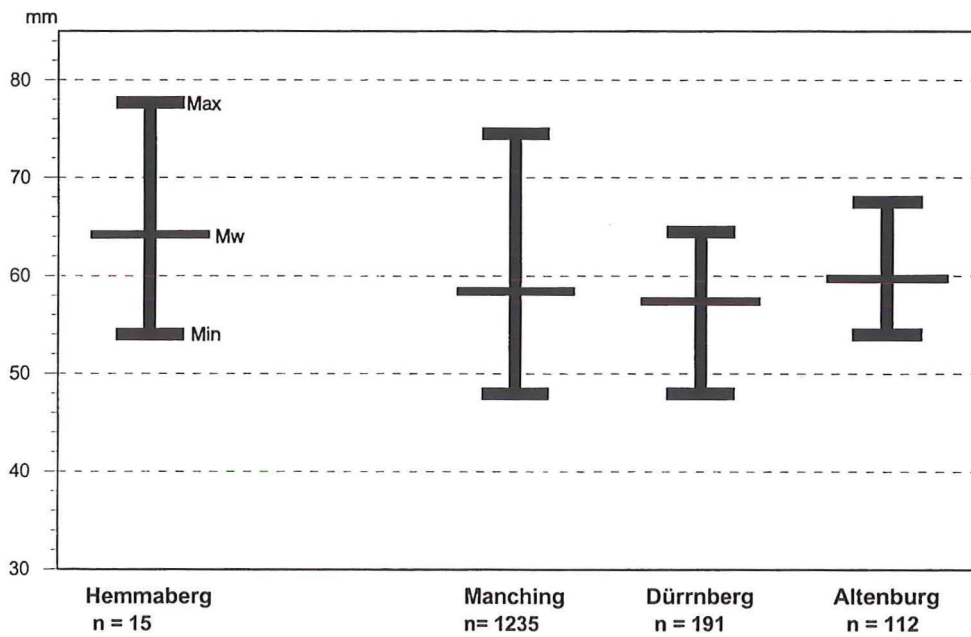 mm
80
70
60
50
40
30
Max
Mw
Min
Hemmaberg
n = 15
Manching
n= 1235
Dürrnberg
n = 191
Altenburg
n = 112